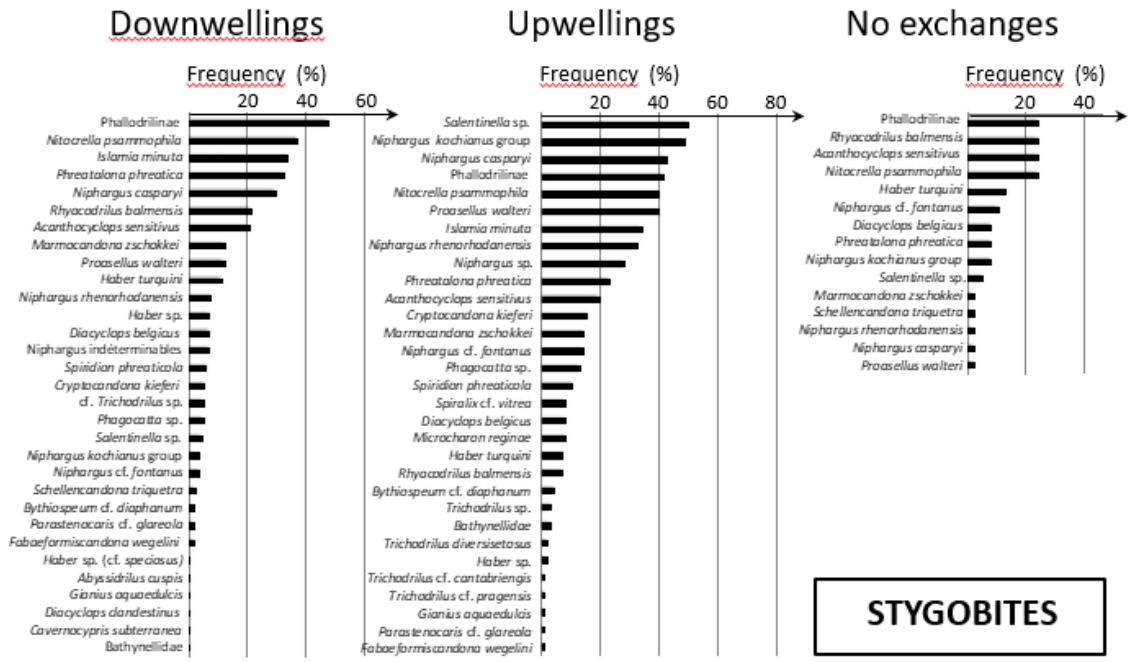 Downwellings
Frequency (%)
20 40 60
Phallodrilinae
Nitocrella psammophila
Islamia minuta
Phreatalona phreatica
Niphargus casparyi
Rhyacodrilus balmensis
Acanthocyclops sensitivus
Marmocandona zschokkei
Proasellus walteri
Haber turquini
Niphargus rhenorhodanensis
Haber sp.
Diacyclops belgicus
Niphargus indéterminables
Spiridion phreaticola
Cryptocandona kieferi
cf. Trichodrilus sp.
Phagocatta sp.
Salentinella sp.
Niphargus kochianus group
Niphargus cf. fontanus
Schellencandona triquetra
Bythiospeum cf. diaphanum
Parastenocaris cf. glareola
Fabaeformiscandona wegelini
Haber sp. (cf. speciosus)
Abyssidrilus cuspis
Gianius aquaedulcis
Diacyclops clandestinus
Cavernocypris subterranea
Bathynellidae
Upwellings
Frequency (%)
20 40 60 80
Salentinella sp.
Niphargus kochianus group
Niphargus casparyi
Phallodrilinae
Nitocrella psammophila
Proasellus walteri
Islamia minuta
Niphargus rhenorhodanensis
Niphargus sp.
Phreatalona phreatica
Acanthocyclops sensitivus
Cryptocandona kieferi
Marmocandona zschokkei
Niphargus cf. fontanus
Phagocatta sp.
Spiridion phreaticola
Spiralix cf. vitrea
Diacyclops belgicus
Microcharon reginae
Haber turquini
Rhyacodrilus balmensis
Bythiospeum cf. diaphanum
Trichodrilus sp.
Bathynellidae
Trichodrilus diversisetosus
Haber sp.
Trichodrilus cf. cantabriengis
Trichodrilus cf. pragensis
Gianius aquaedulcis
Parastenocaris cf. glareola
Fabaeformiscandona wegelini
No exchanges
Frequency (%)
20 40
Phallodrilinae
Rhyacodrilus balmensis
Acanthocyclops sensitivus
Nitocrella psammophila
Haber turquini
Niphargus cf. fontanus
Diacyclops belgicus
Phreatalona phreatica
Niphargus kochianus group
Salentinella sp.
Marmocandona zschokkei
Schellencandona triquetra
Niphargus rhenorhodanensis
Niphargus casparyi
Proasellus walteri
STYGOBITES